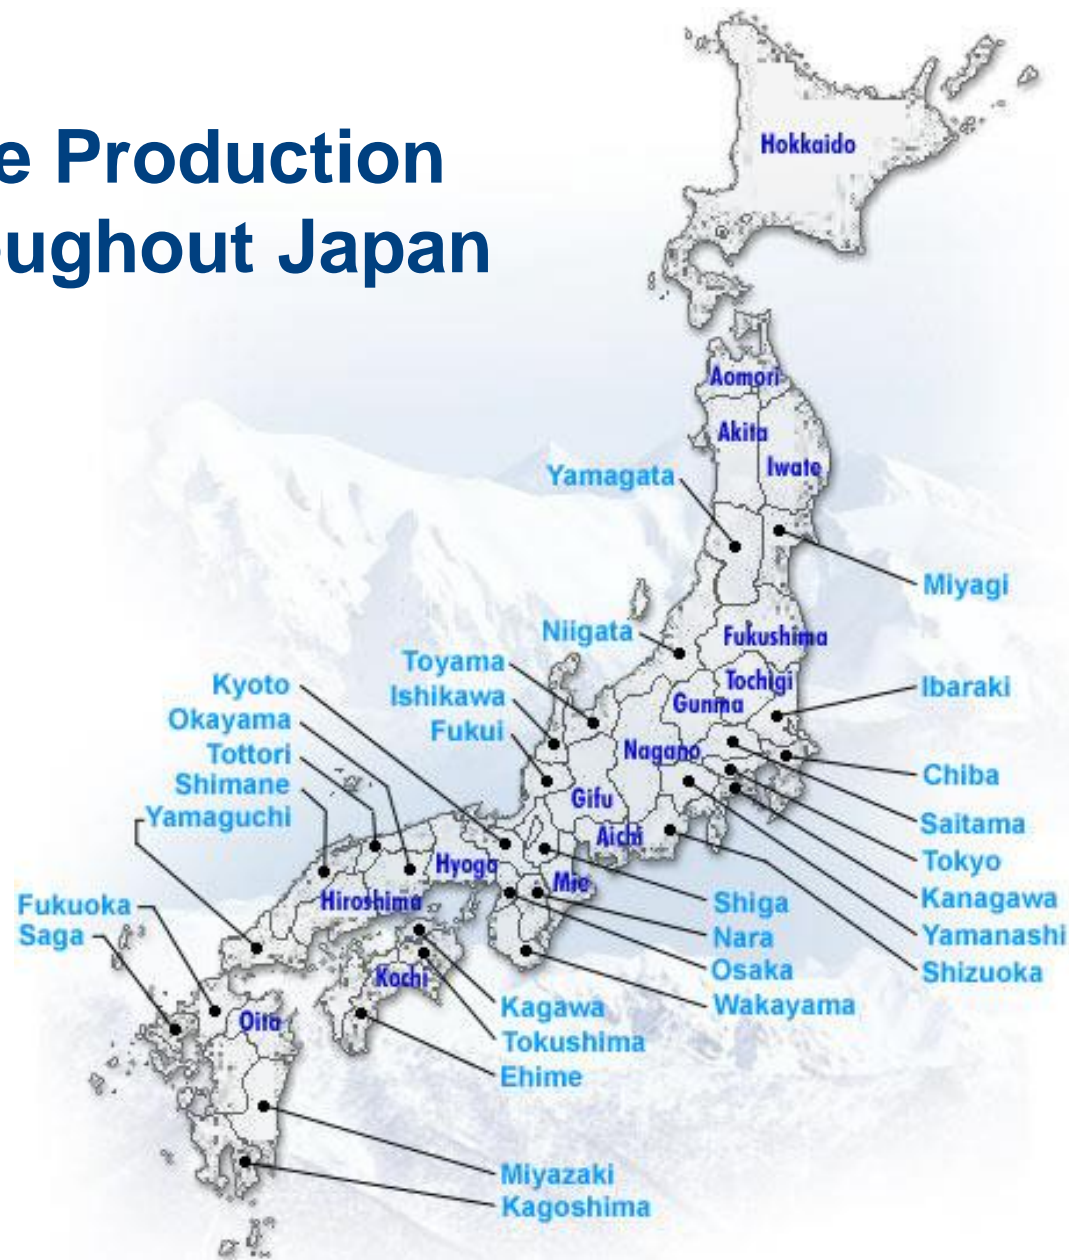 e Production
oughout Japan
Hokkaido
Aomori
Akita
Iwate
Yamagata
Miyagi
Niigata
Fukushima
Toyama
Kyoto
Ishikawa
Tochigi
Ibaraki
Okayama
Gunma
Fukui
Tottori
Nagano
Shimane
Chiba
Gifu
Yamaguchi
Saitama
Aichi
Tokyo
Hyogo
Mie
Hiroshima
Kanagawa
Fukuoka
Shiga
Saga
Nara
Yamanashi
Osaka
Shizuoka
Kochi
Wakayama
Kagawa
Oita
Tokushima
Ehime
Miyazaki
Kagoshima